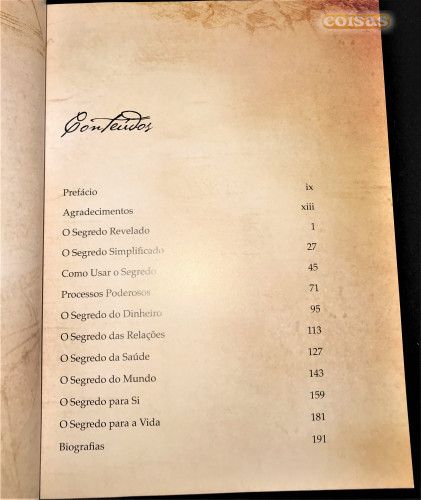 coisas
Conteúdos
Prefácio ix
Agradecimentos xiii
O Segredo Revelado 1
O Segredo Simplificado 27
Como Usar o Segredo 45
Processos Poderosos 71
O Segredo do Dinheiro 95
O Segredo das Relações 113
O Segredo da Saúde 127
O Segredo do Mundo 143
O Segredo para Si 159
O Segredo para a Vida 181
Biografias 191